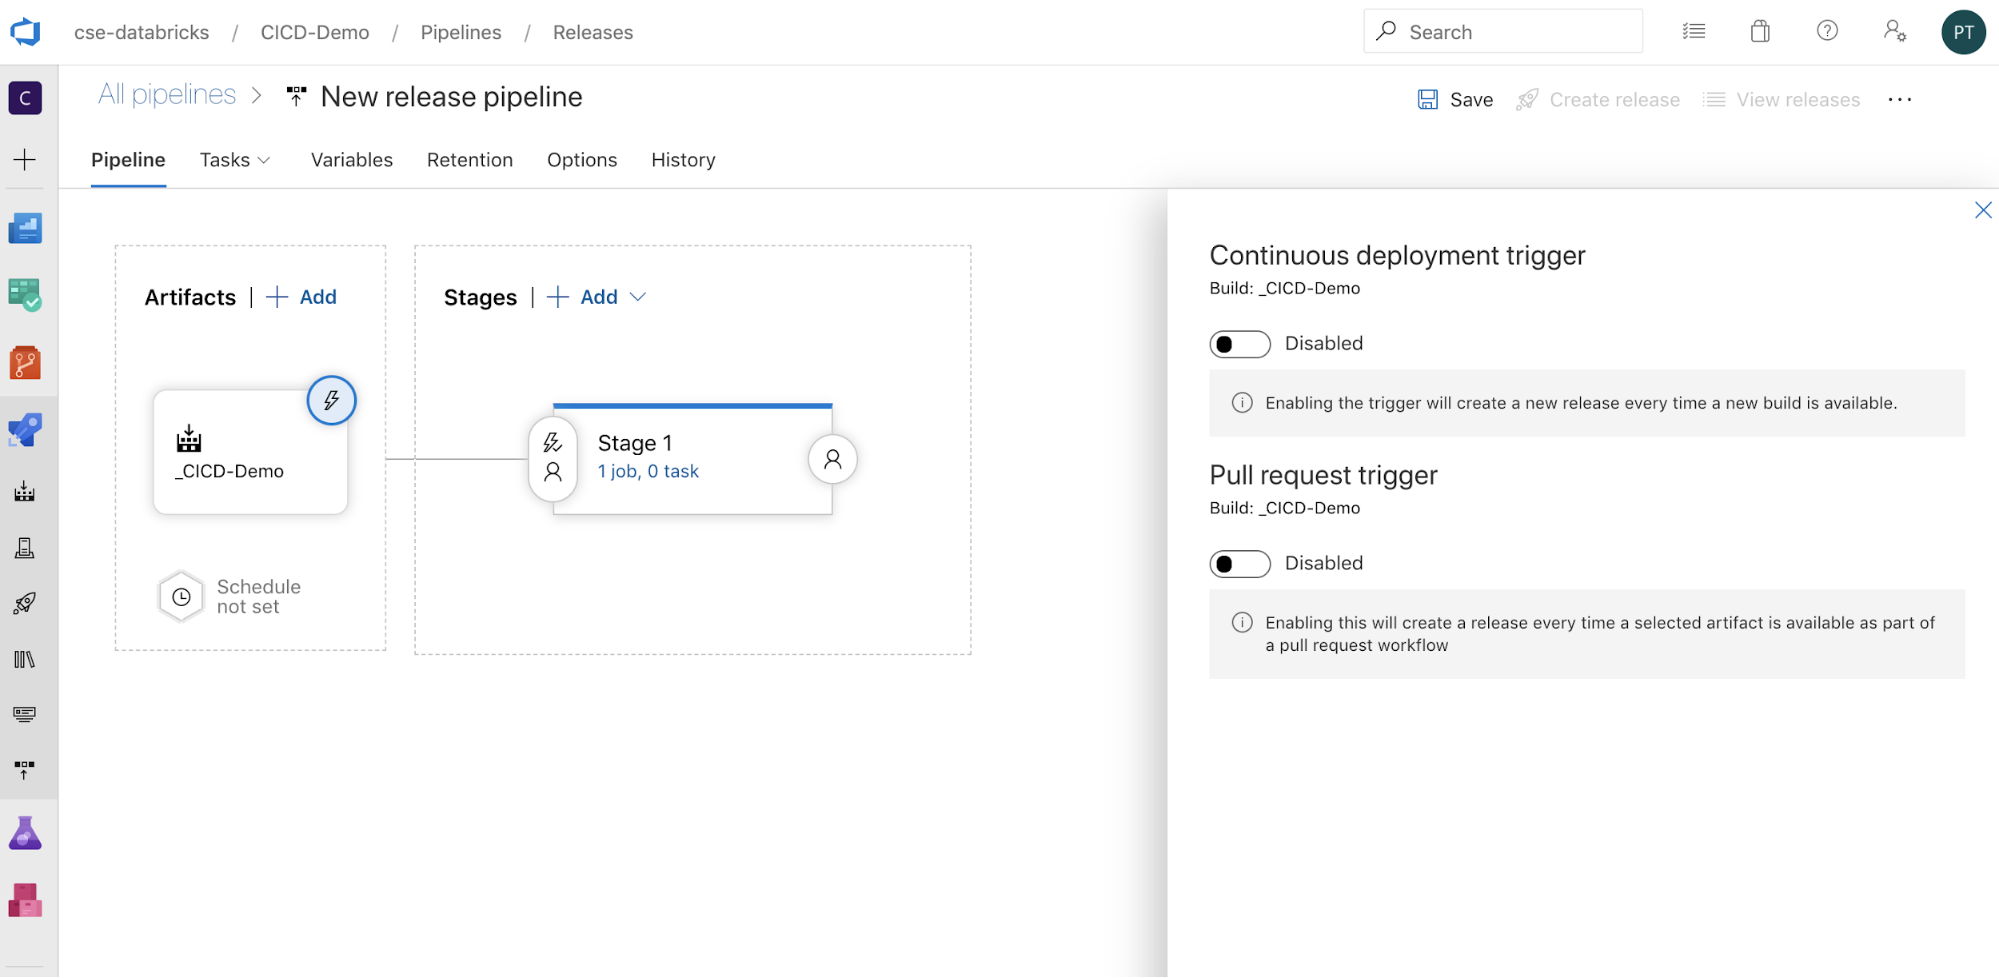 cse-databricks / CICD-Demo / Pipelines / Releases
Search
PT
C
All pipelines > New release pipeline
Save
Create release
View releases
Pipeline
Tasks
Variables
Retention
Options
History
Artifacts | + Add
_CICD-Demo
Schedule
not set
Stages | + Add
Stage 1
1 job, 0 task
Continuous deployment trigger
Build: _CICD-Demo
Disabled
Enabling the trigger will create a new release every time a new build is available.
Pull request trigger
Build: _CICD-Demo
Disabled
Enabling this will create a release every time a selected artifact is available as part of
a pull request workflow